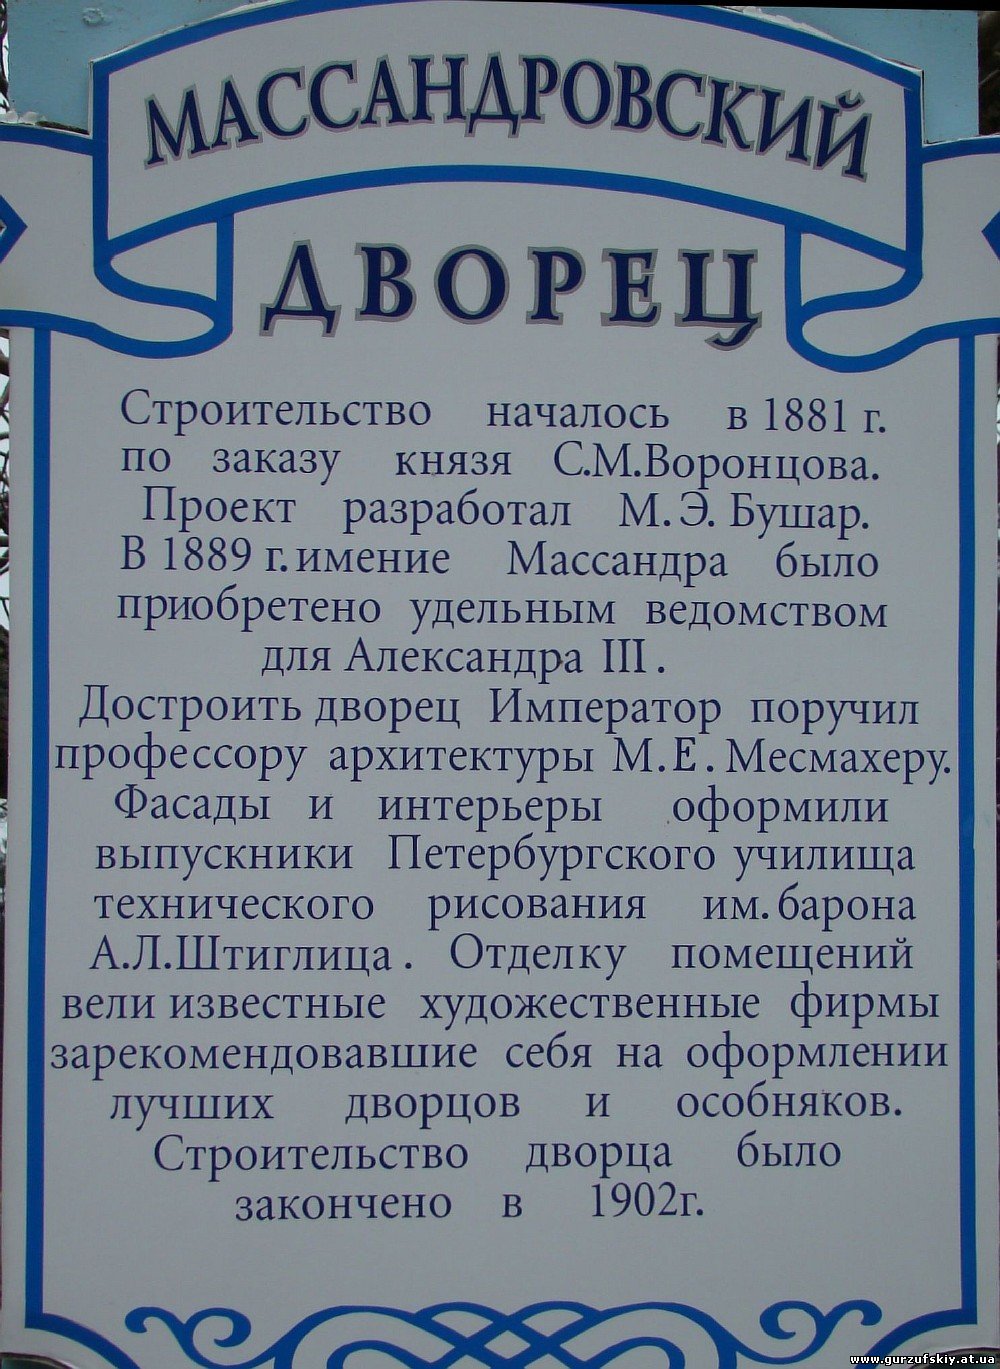 МАССАНДРОВСКИЙ
ДВОРЕЦ
Строительство началось в 1881 г.
по заказу князя С.М.Воронцова.
Проект разработал М.Э. Бушар.
В 1889 г. имение Массандра было
приобретено удельным ведомством
для Александра III.
Достроить дворец Император поручил
профессору архитектуры М.Е. Месмахеру.
Фасады и интерьеры оформили
выпускники Петербургского училища
технического рисования им. барона
А.Л.Штиглица. Отделку помещений
вели известные художественные фирмы
зарекомендовавшие себя на оформлении
лучших дворцов и особняков.
Строительство дворца было
закончено в 1902г.
www.gurzufskiy.at.ua